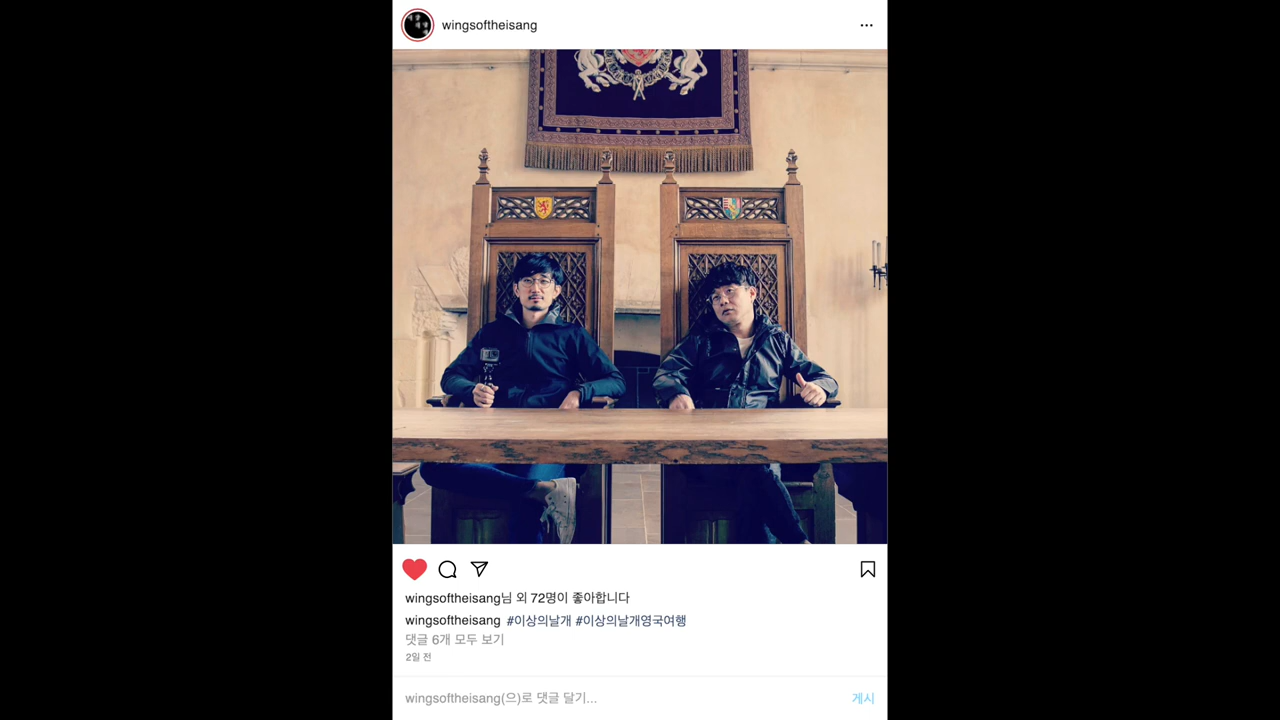 wingsoftheisang
wingsoftheisang님 외 72명이 좋아합니다
wingsoftheisang #이상의날개 #이상의날개영국여행
댓글 6개 모두 보기
2일 전
wingsoftheisang(으)로 댓글 달기...
게시